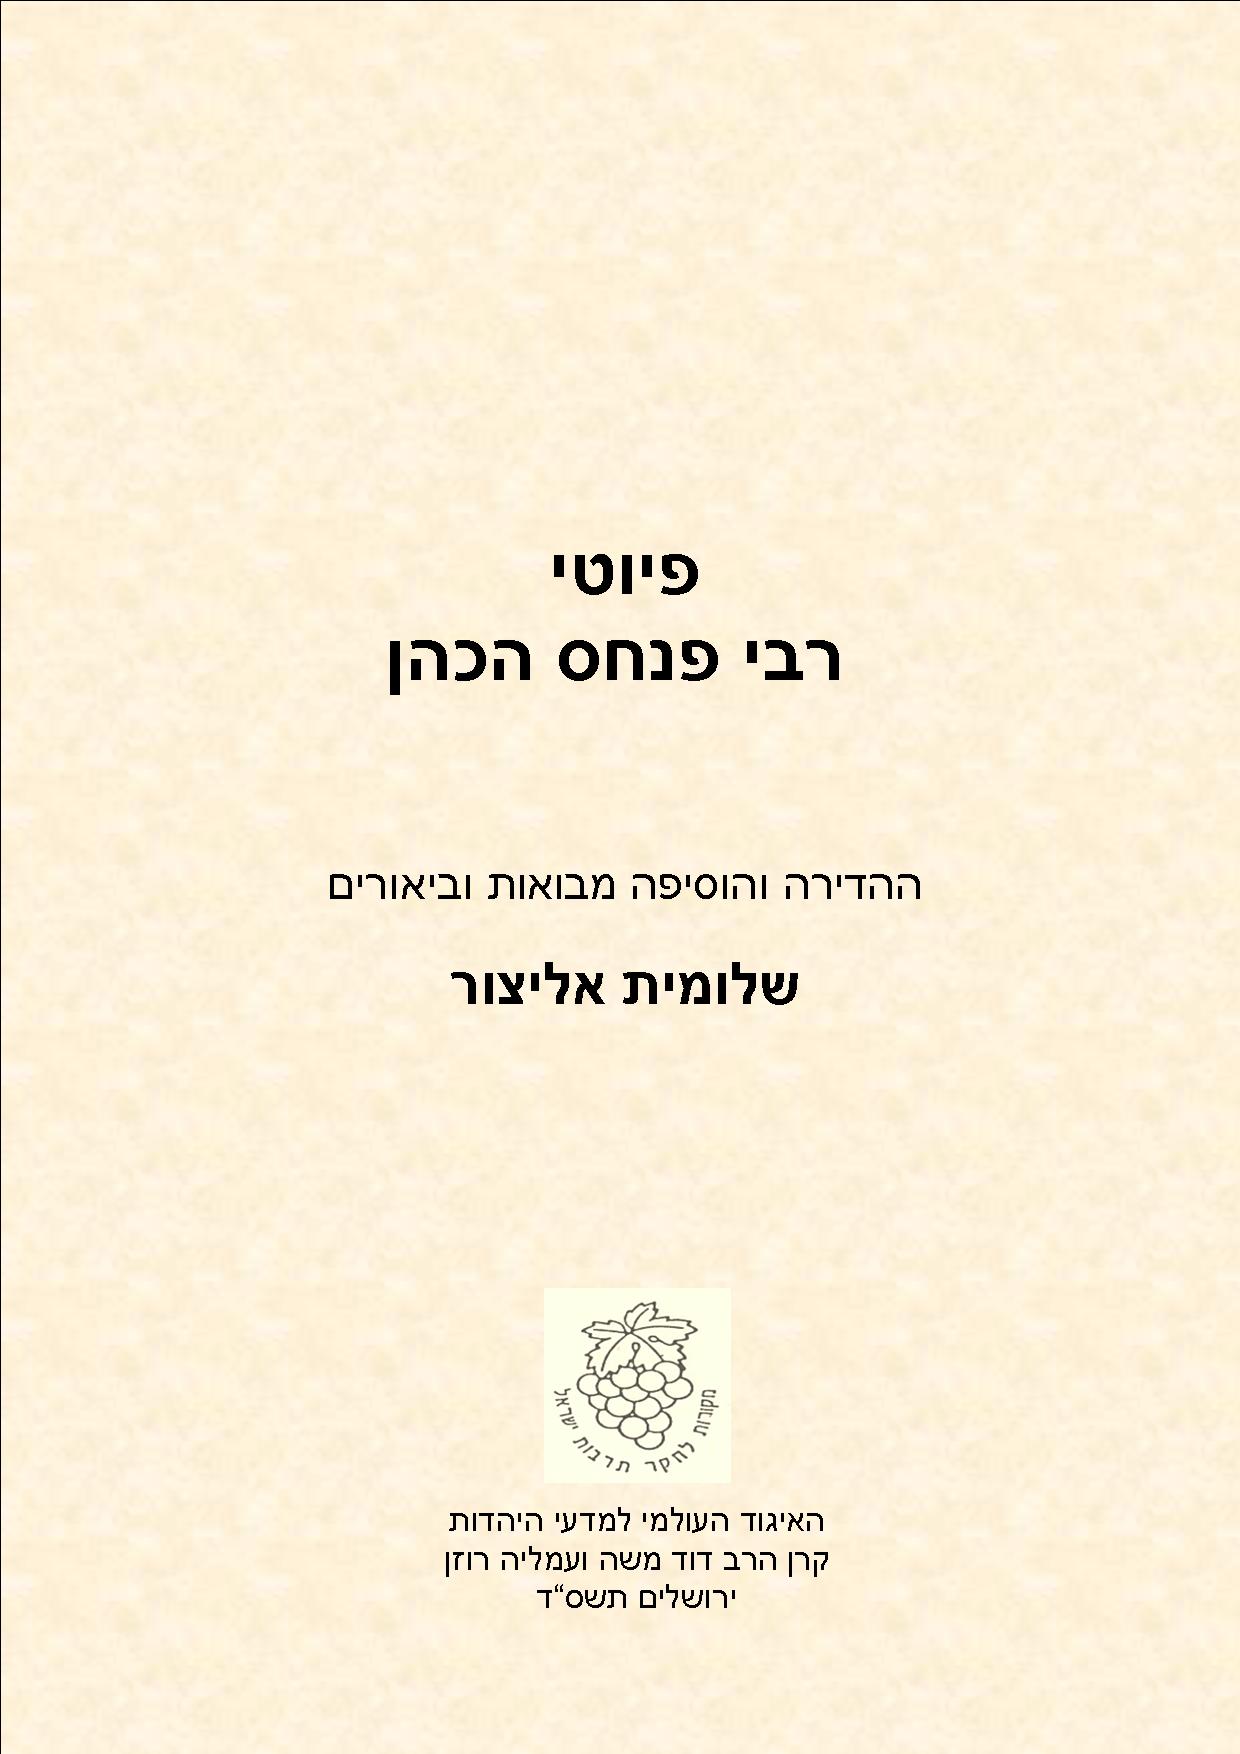 פיוטי
רבי פנחס הכהן
ההדירה והוסיפה מבואות וביאורים
שלומית אליצור
מקורות לחקר תרבות ישראל
האיגוד העולמי למדעי היהדות
קרן הרב דוד משה ועמליה רוזן
ירושלים תשס“ד